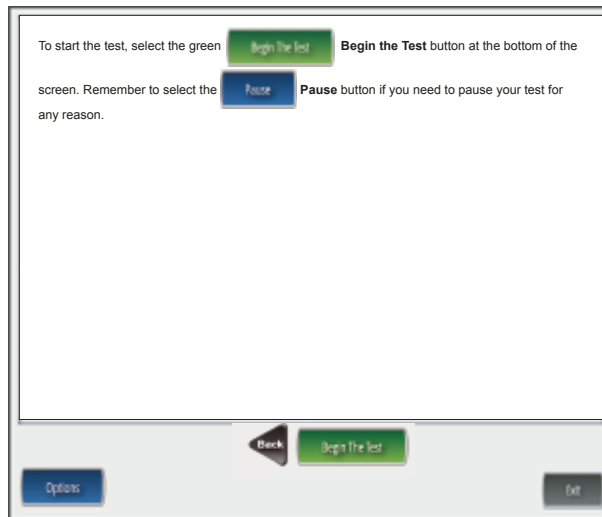 To start the test, select the green Begin The Test Begin the Test button at the bottom of the
screen. Remember to select the Pause Pause button if you need to pause your test for
any reason.
Back Begin The Test
Options Exit